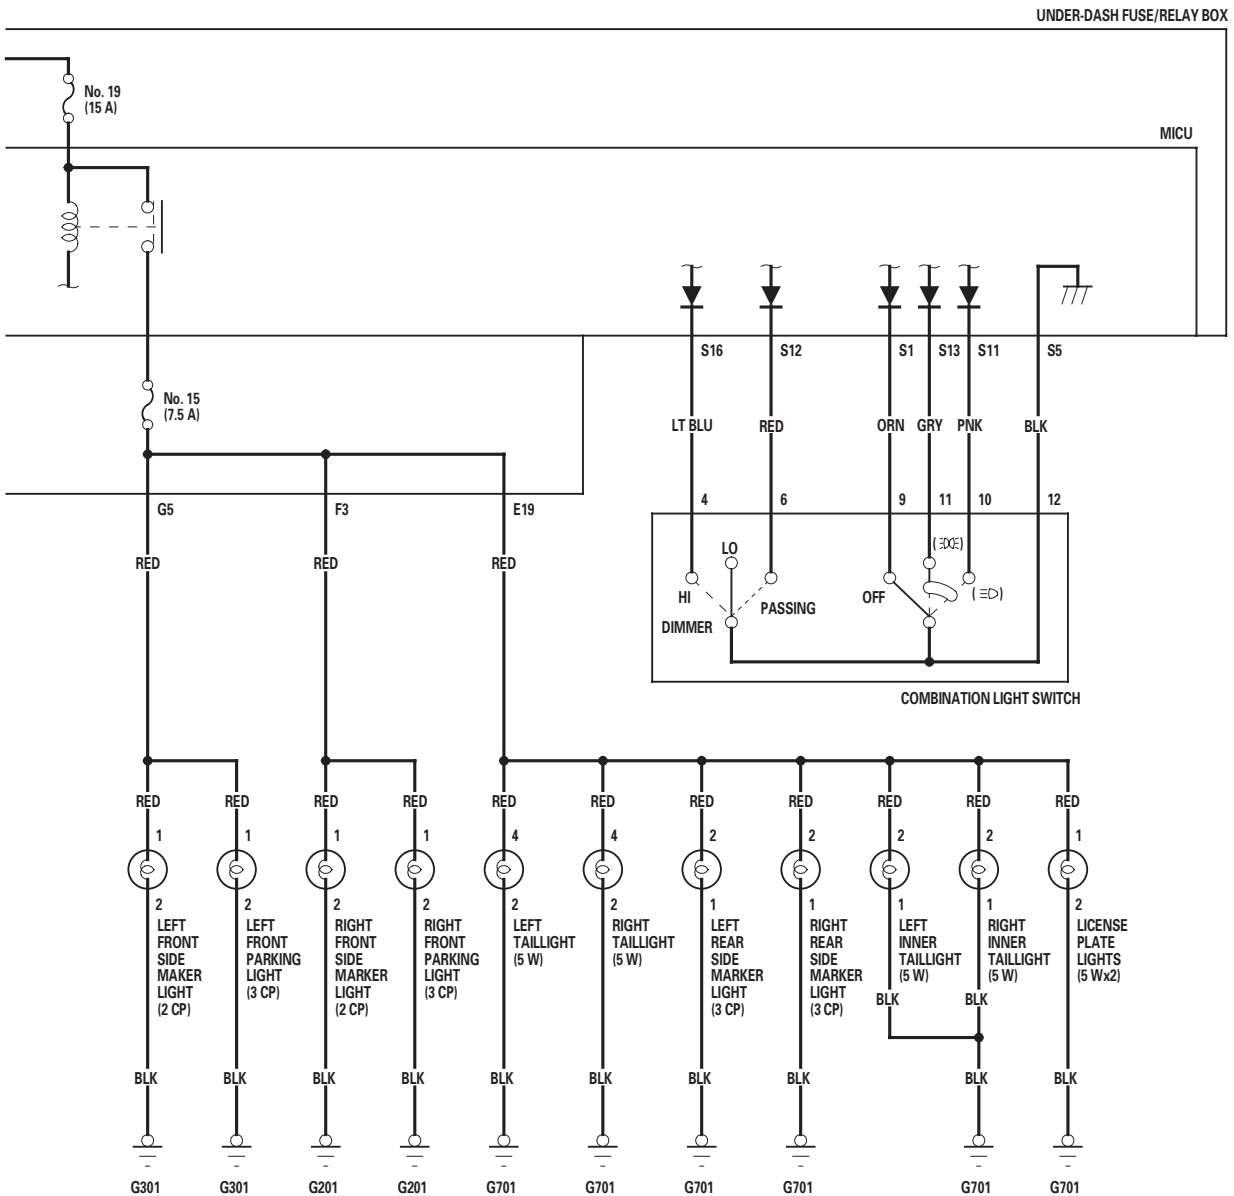 UNDER-DASH FUSE/RELAY BOX
No. 19
(15 A)
MICU
S16
S12
S1
S13
S11
S5
No. 15
(7.5 A)
LT BLU
RED
ORN
GRY
PNK
BLK
G5
F3
E19
4
6
9
11
10
12
RED
RED
RED
LO
HI
DIMMER
PASSING
OFF
COMBINATION LIGHT SWITCH
RED
RED
RED
RED
RED
RED
RED
RED
RED
RED
RED
1
1
1
1
4
4
2
2
2
2
1
2
LEFT
FRONT
SIDE
MAKER
LIGHT
(2 CP)
2
LEFT
FRONT
PARKING
LIGHT
(3 CP)
2
RIGHT
FRONT
SIDE
MARKER
LIGHT
(2 CP)
2
RIGHT
FRONT
PARKING
LIGHT
(3 CP)
2
LEFT
TAILLIGHT
(5 W)
2
RIGHT
TAILLIGHT
(5 W)
1
LEFT
REAR
SIDE
MARKER
LIGHT
(3 CP)
1
RIGHT
REAR
SIDE
MARKER
LIGHT
(3 CP)
1
LEFT
INNER
TAILLIGHT
(5 W)
1
RIGHT
INNER
TAILLIGHT
(5 W)
2
LICENSE
PLATE
LIGHTS
(5 Wx2)
BLK
BLK
BLK
BLK
BLK
BLK
BLK
BLK
BLK
BLK
BLK
BLK
G301
G301
G201
G201
G701
G701
G701
G701
G701
G701